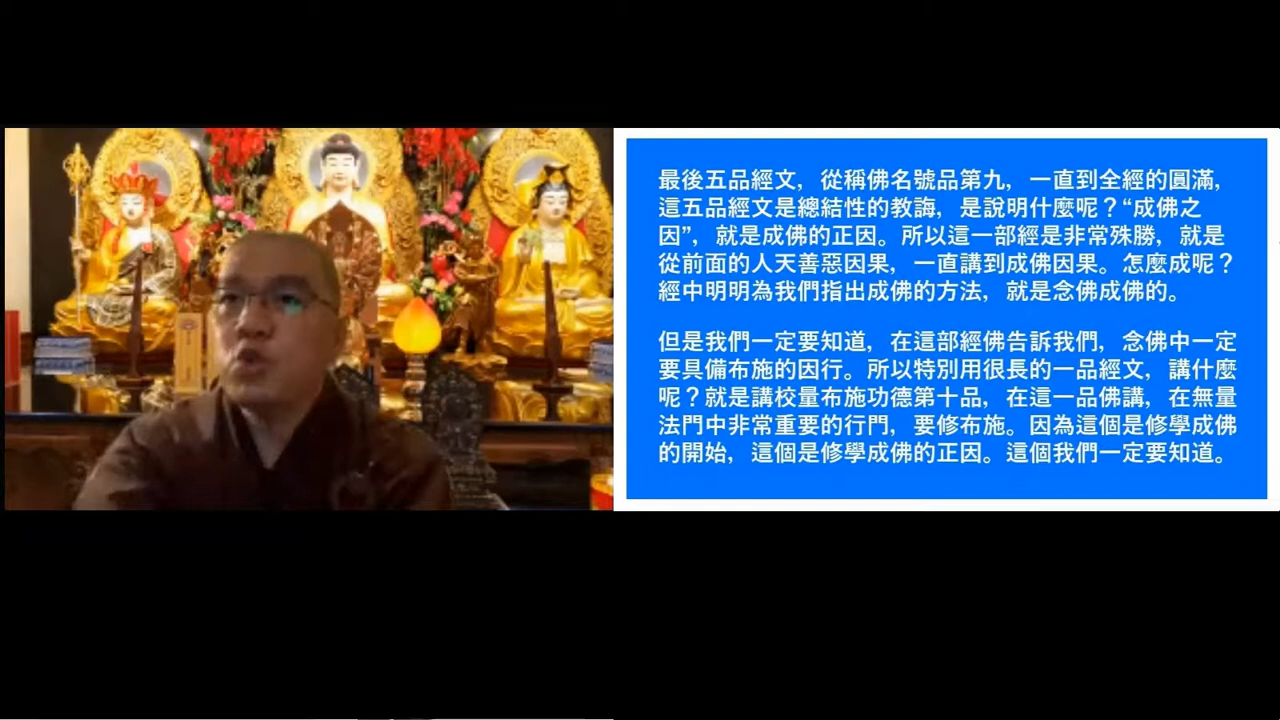 最後五品經文，從稱佛名號品第九，一直到全經的圓滿，
這五品經文是總結性的教誨，是說明什麼呢？“成佛之
因”，就是成佛的正因。所以這一部經是非常殊勝，就是
從前面的人天善惡因果，一直講到成佛因果。怎麼成呢？
經中明明為我們指出成佛的方法，就是念佛成佛的。
但是我們一定要知道，在這部經佛告訴我們，念佛中一定
要具備布施的因行。所以特別用很長的一品經文，講什麼
呢？就是講校量布施功德第十品，在這一品佛講，在無量
法門中非常重要的行門，要修布施。因為這個是修學成佛
的開始，這個是修學成佛的正因。這個我們一定要知道。